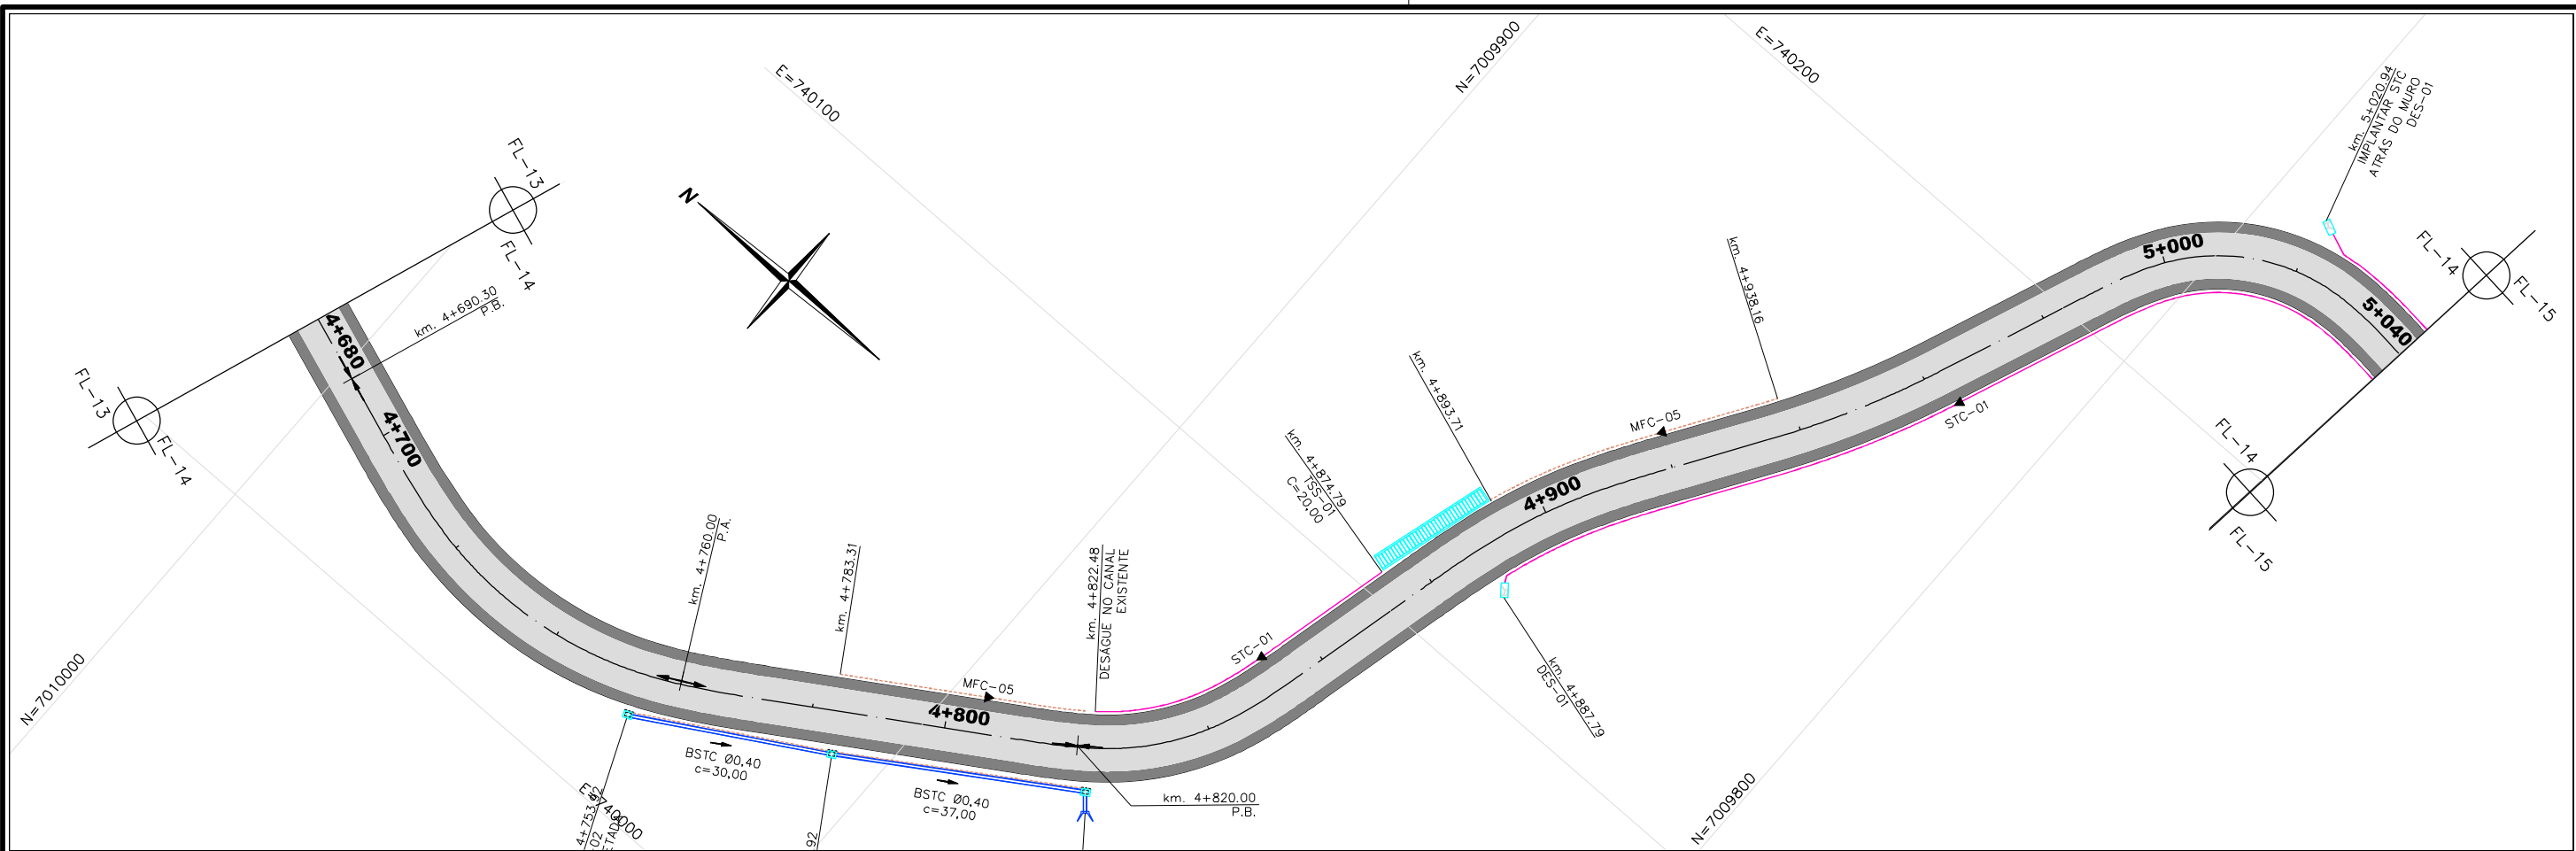 N=7009900
E=740200
E=740100
km. 5+020.94
IMPLANTAR STC
ATRÁS DO MURO
DES-01
FL-13
FL-14
N
km. 4+690.30
P.B.
4+680
FL-13
FL-14
4+700
km. 4+938.16
5+000
5+040
FL-14
FL-15
km. 4+893.71
MFC-05
STC-01
FL-14
FL-15
km. 4+874.79
TSS-01
C=20,00
4+900
km. 4+760.00
P.A.
km. 4+783.31
km. 4+822.48
DESÁGUE NO CANAL
EXISTENTE
STC-01
N=7010000
MFC-05
4+800
km. 4+887.79
DES-01
BSTC Ø0,40
c=30,00
BSTC Ø0,40
c=37,00
km. 4+820.00
P.B.
E=740000
N=7009800
92